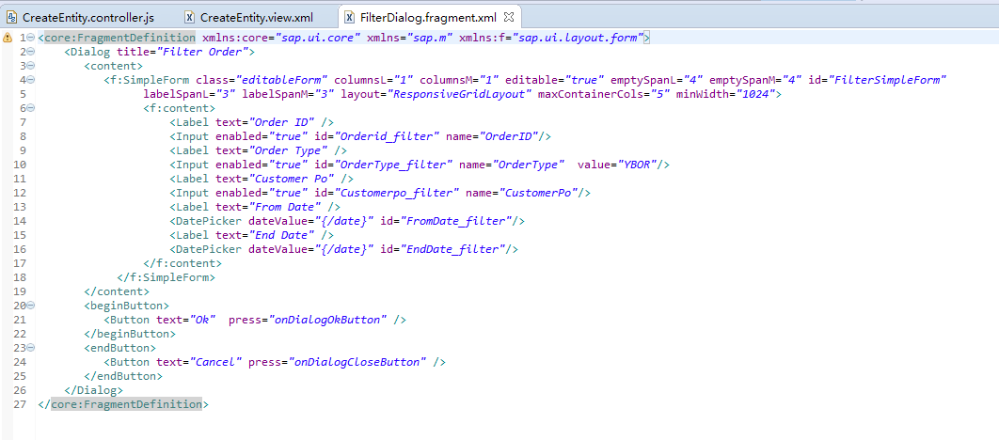 CreateEntity.controller.js CreateEntity.view.xml FilterDialog.fragment.xml
1 <core:FragmentDefinition xmlns:core="sap.ui.core" xmlns="sap.m" xmlns:f="sap.ui.layout.form">
2 <Dialog title="Filter Order">
3 <content>
4 <f:SimpleForm class="editableForm" columnsL="1" columnsM="1" editable="true" emptySpanL="4" emptySpanM="4" id="FilterSimpleForm"
5 labelSpanL="3" labelSpanM="3" layout="ResponsiveGridLayout" maxContainerCols="5" minWidth="1024">
6 <f:content>
7 <Label text="Order ID" />
8 <Input enabled="true" id="Orderid_filter" name="OrderID"/>
9 <Label text="Order Type" />
10 <Input enabled="true" id="OrderType_filter" name="OrderType" value="YBOR"/>
11 <Label text="Customer Po" />
12 <Input enabled="true" id="Customerpo_filter" name="CustomerPo"/>
13 <Label text="From Date" />
14 <DatePicker dateValue="{/date}" id="FromDate_filter"/>
15 <Label text="End Date" />
16 <DatePicker dateValue="{/date}" id="EndDate_filter"/>
17 </f:content>
18 </f:SimpleForm>
19 </content>
20 <beginButton>
21 <Button text="Ok" press="onDialogOkButton" />
22 </beginButton>
23 <endButton>
24 <Button text="Cancel" press="onDialogCloseButton" />
25 </endButton>
26 </Dialog>
27 </core:FragmentDefinition>